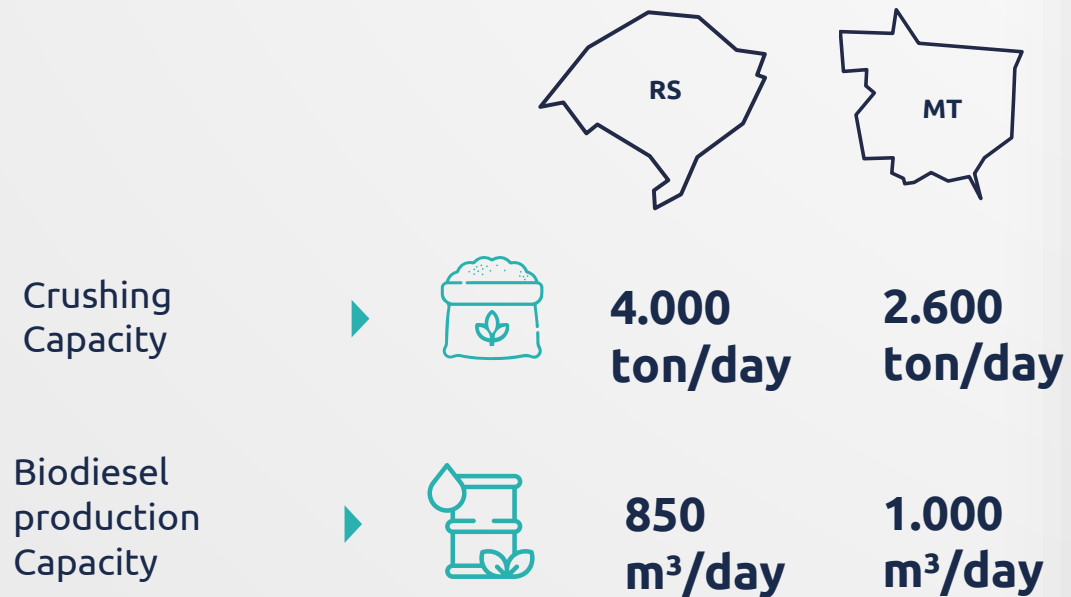 RS
MT
Crushing
Capacity
4.000
ton/day
2.600
ton/day
Biodiesel
production
Capacity
850
m³/day
1.000
m³/day